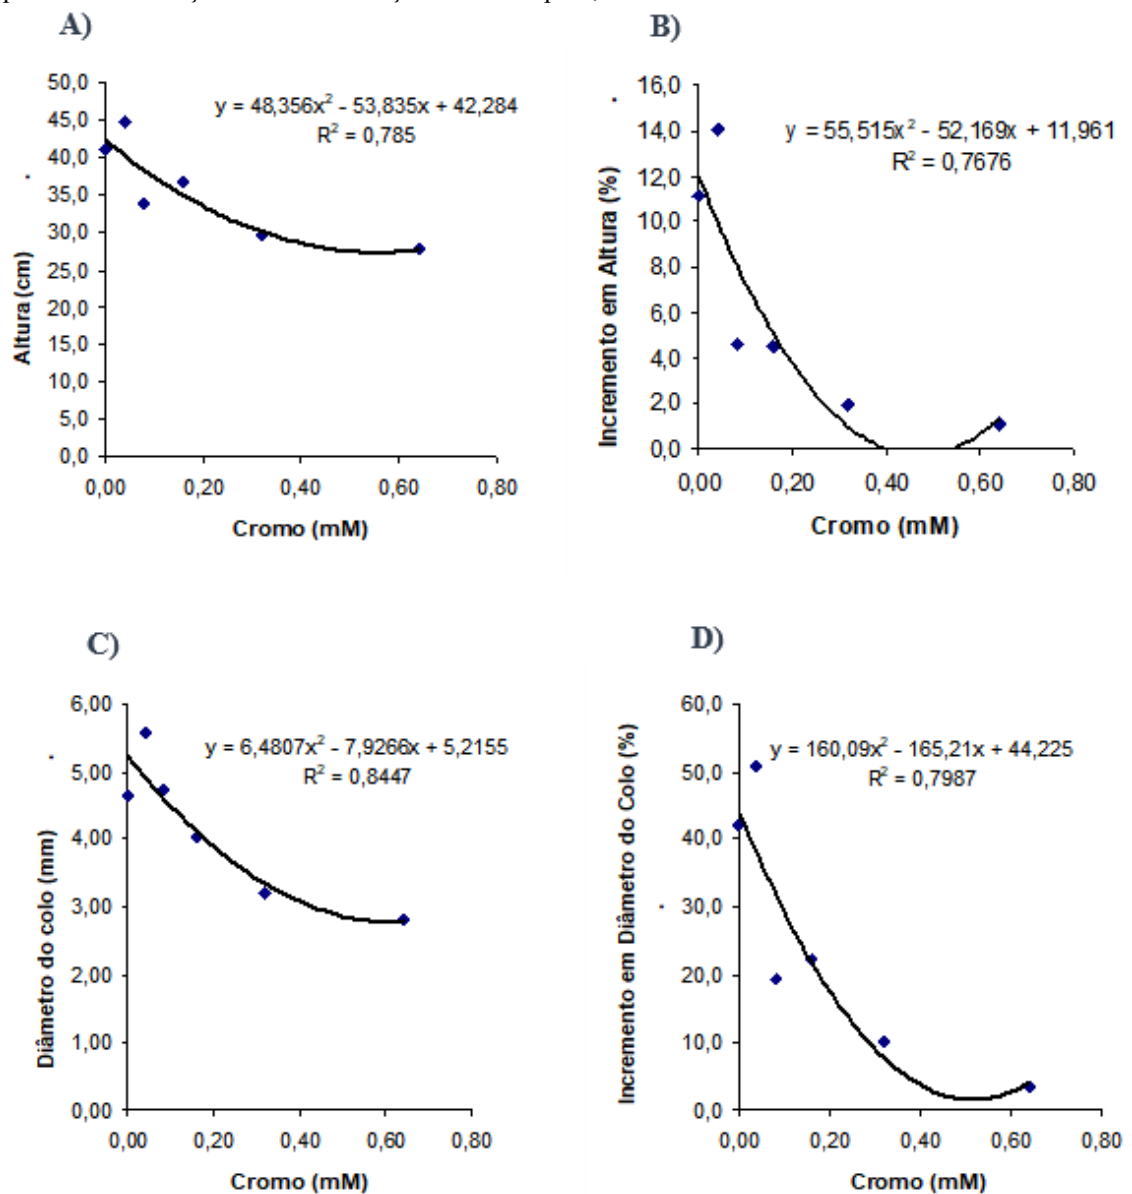 A)
B)
50,0
45,0
40,0
35,0
30,0
25,0
20,0
15,0
10,0
5,0
0,0
Altura (cm)
y = 48,356x² - 53,835x + 42,284
R² = 0,785
0,00 0,20 0,40 0,60 0,80
Cromo (mM)
16,0
14,0
12,0
10,0
8,0
6,0
4,0
2,0
0,0
Incremento em Altura (%)
y = 55,515x² - 52,169x + 11,961
R² = 0,7676
0,00 0,20 0,40 0,60 0,80
Cromo (mM)
C)
D)
6,00
5,00
4,00
3,00
2,00
1,00
0,00
Diâmetro do colo (mm)
y = 6,4807x² - 7,9266x + 5,2155
R² = 0,8447
0,00 0,20 0,40 0,60 0,80
Cromo (mM)
60,0
50,0
40,0
30,0
20,0
10,0
0,0
Incremento em Diâmetro do Colo (%)
y = 160,09x² - 165,21x + 44,225
R² = 0,7987
0,00 0,20 0,40 0,60 0,80
Cromo (mM)